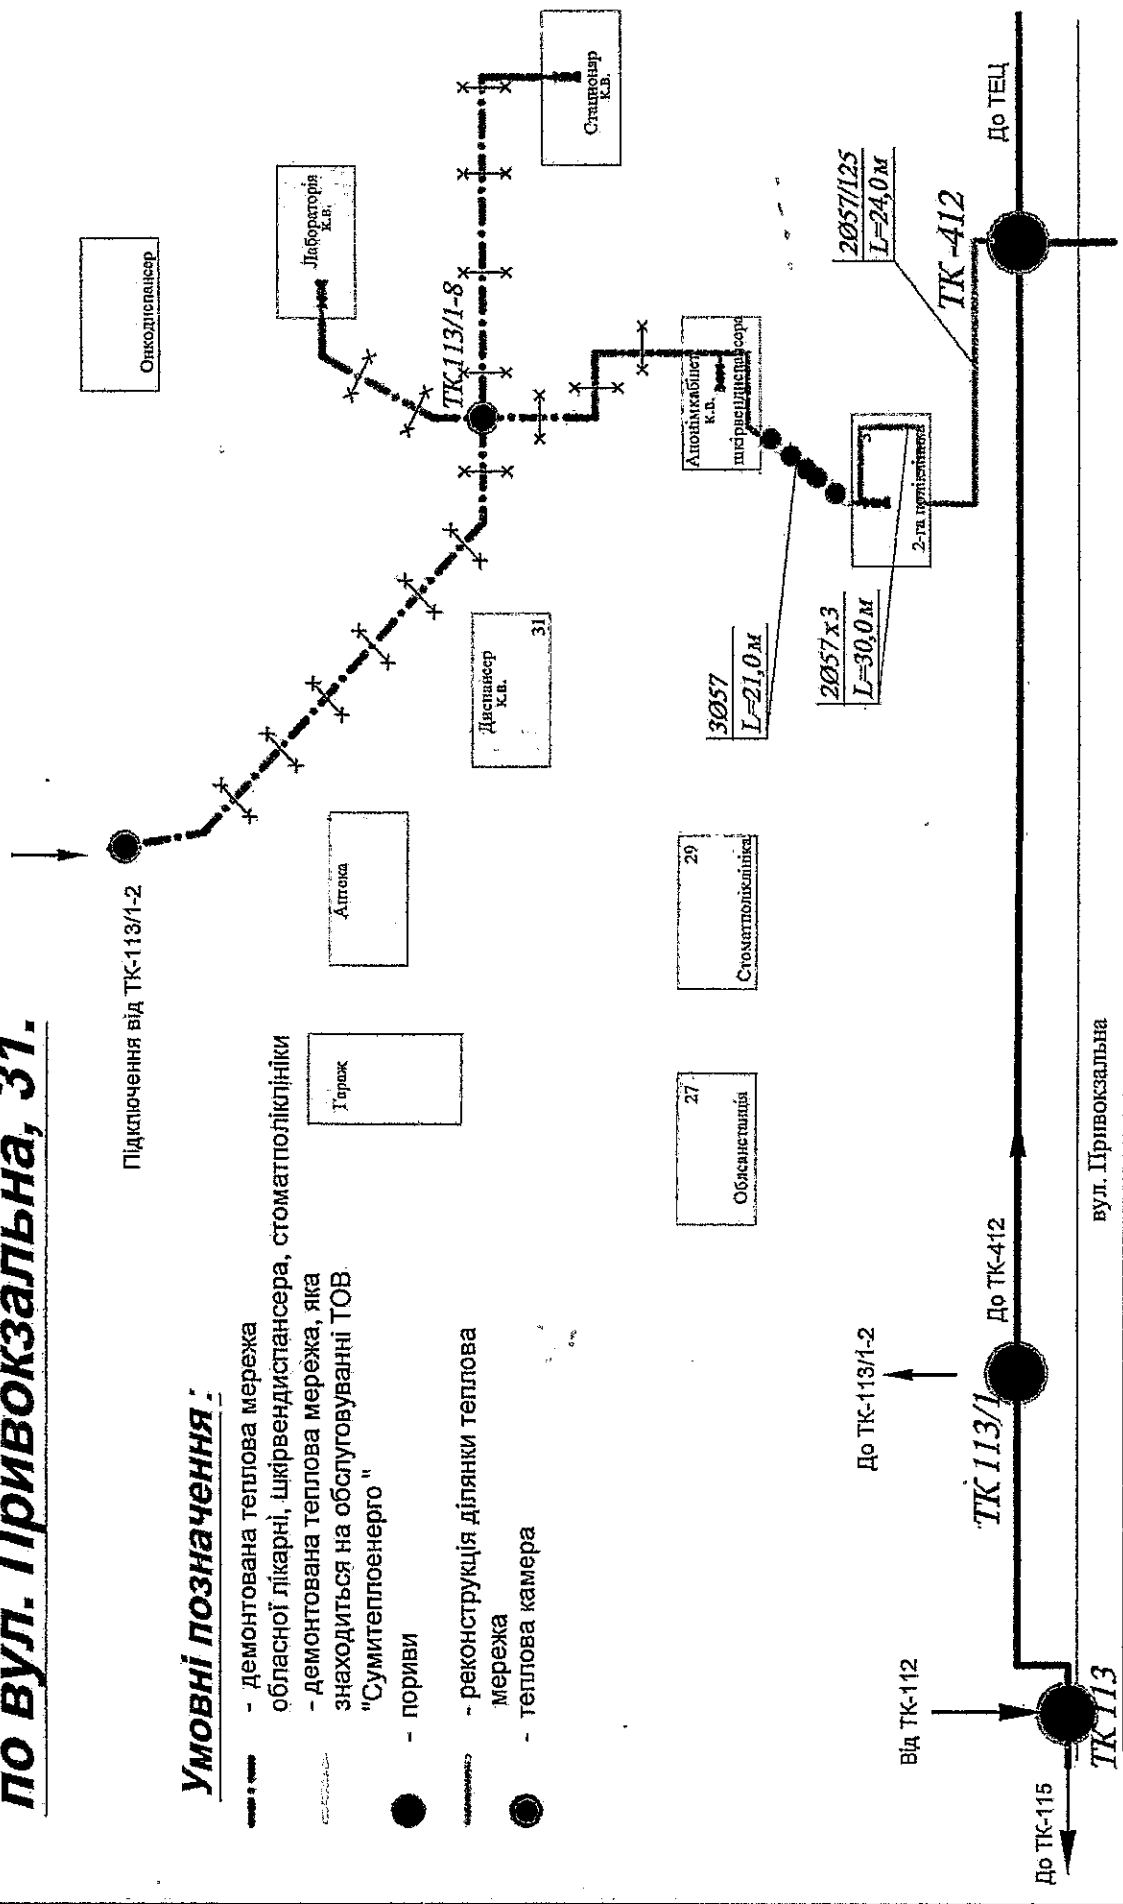 по вул. Привокзальна, 31.
Підключення від ТК-113/1-2
Умовні позначення :
- демонтована теплова мережа
обласної лікарні, шкірвендиспансера, стоматполіклініки
- демонтована теплова мережа, яка
знаходиться на обслуговуванні ТОВ
"Сумитеплоенерго"
- пориви
- реконструкція ділянки теплова
мережа
- теплова камера
Онкодиспансер
Лабораторія
к.в.
Стационар
к.в.
ТК 113/1-8
Аптека
Гараж
Диспансер
к.в.
31
Анонімкабінет
к.в.
шкірвендиспансера
29
Стоматполіклініка
27
Облсанстанція
3Ø57
L=21,0м
2Ø57х3
L=30,0м
3
2-га поліклініка
2Ø57/125
L=24,0м
ТК -412
До ТЕЦ
До ТК-113/1-2
До ТК-412
ТК 113/1
Від ТК-112
ТК 113
До ТК-115
вул. Привокзальна